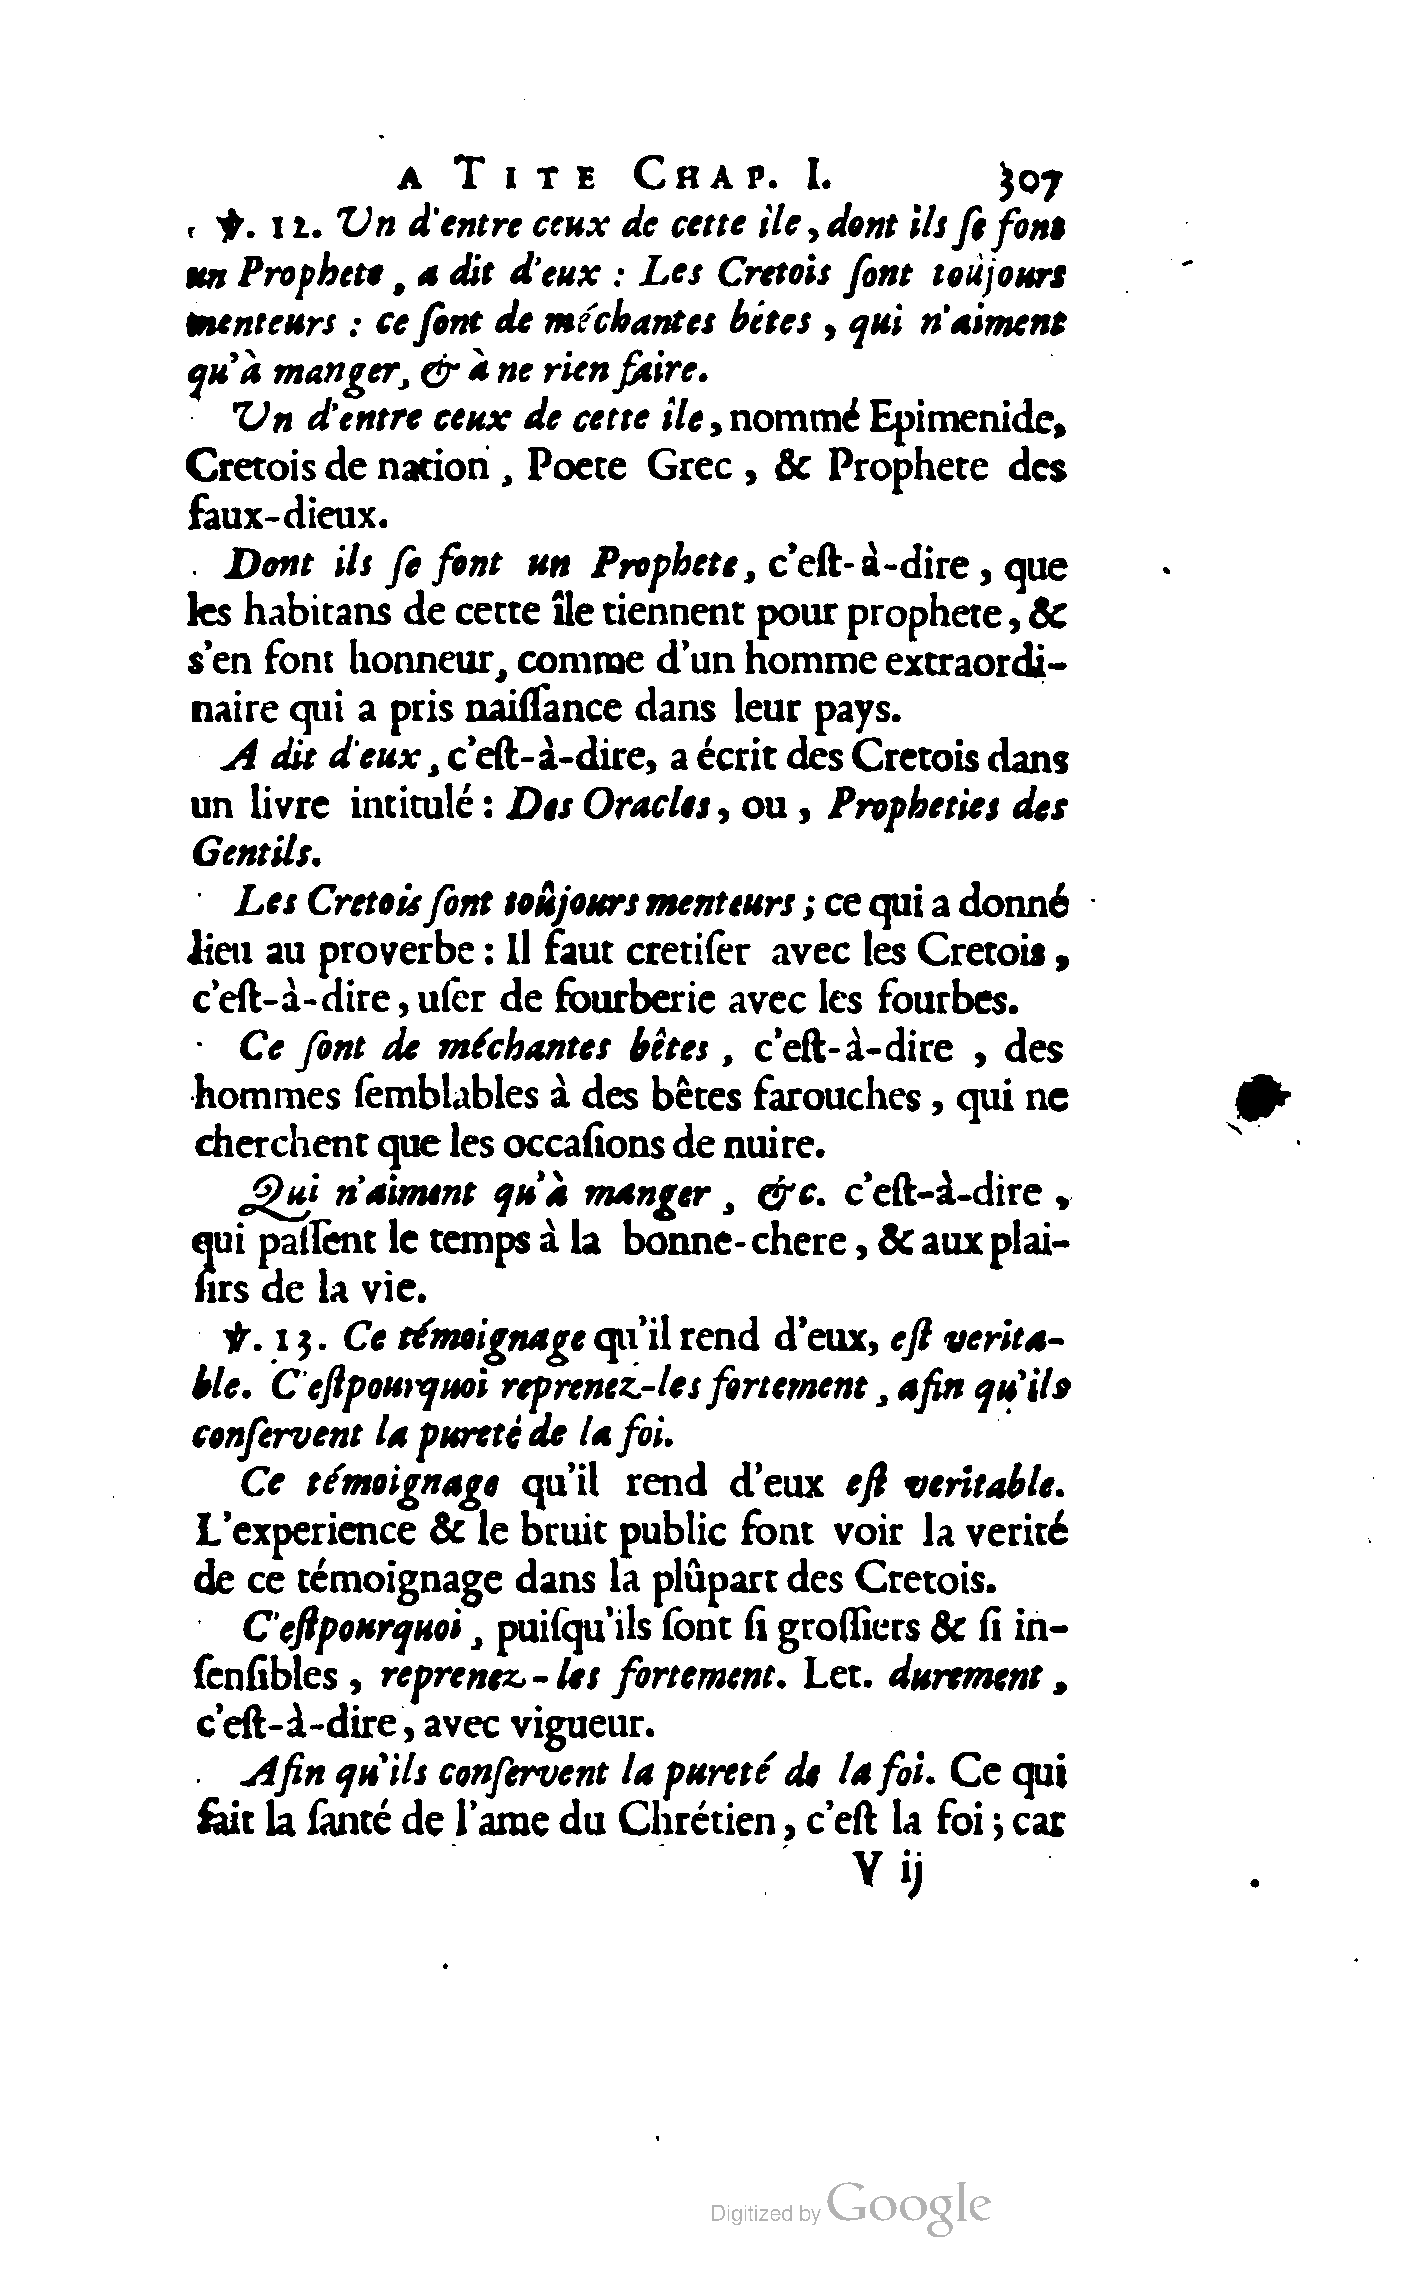 A TITE CHAP. I. 307
℣. 12. Un d'entre ceux de cette île, dont ils ſe font
un Prophete, a dit d'eux : Les Cretois ſont toûjours
menteurs : ce ſont de méchantes bêtes, qui n'aiment
qu'à manger, & à ne rien faire.
Un d'entre ceux de cette île, nommé Epimenide,
Cretois de nation, Poete Grec, & Prophete des
faux-dieux.
Dont ils ſe font un Prophete, c'eſt-à-dire, que
les habitans de cette île tiennent pour prophete, &
s'en font honneur, comme d'un homme extraordi-
naire qui a pris naiſſance dans leur pays.
A dit d'eux, c'eſt-à-dire, a écrit des Cretois dans
un livre intitulé : Des Oracles, ou, Propheties des
Gentils.
Les Cretois ſont toûjours menteurs ; ce qui a donné
lieu au proverbe : Il faut cretiſer avec les Cretois,
c'eſt-à-dire, uſer de fourberie avec les fourbes.
Ce ſont de méchantes bêtes, c'eſt-à-dire, des
hommes ſemblables à des bêtes farouches, qui ne
cherchent que les occaſions de nuire.
Qui n'aiment qu'à manger, &c. c'eſt-à-dire,
qui paſſent le temps à la bonne-chere, & aux plai-
ſirs de la vie.
℣. 13. Ce témoignage qu'il rend d'eux, eſt verita-
ble. C'eſtpourquoi reprenez-les fortement, afin qu'ils
conſervent la pureté de la foi.
Ce témoignage qu'il rend d'eux eſt veritable.
L'experience & le bruit public font voir la verité
de ce témoignage dans la plûpart des Cretois.
C'eſtpourquoi, puiſqu'ils ſont ſi groſſiers & ſi in-
ſenſibles, reprenez-les fortement. Let. durement,
c'eſt-à-dire, avec vigueur.
Afin qu'ils conſervent la pureté de la foi. Ce qui
fait la ſanté de l'ame du Chrétien, c'eſt la foi ; car
V ij
Digitized by Google